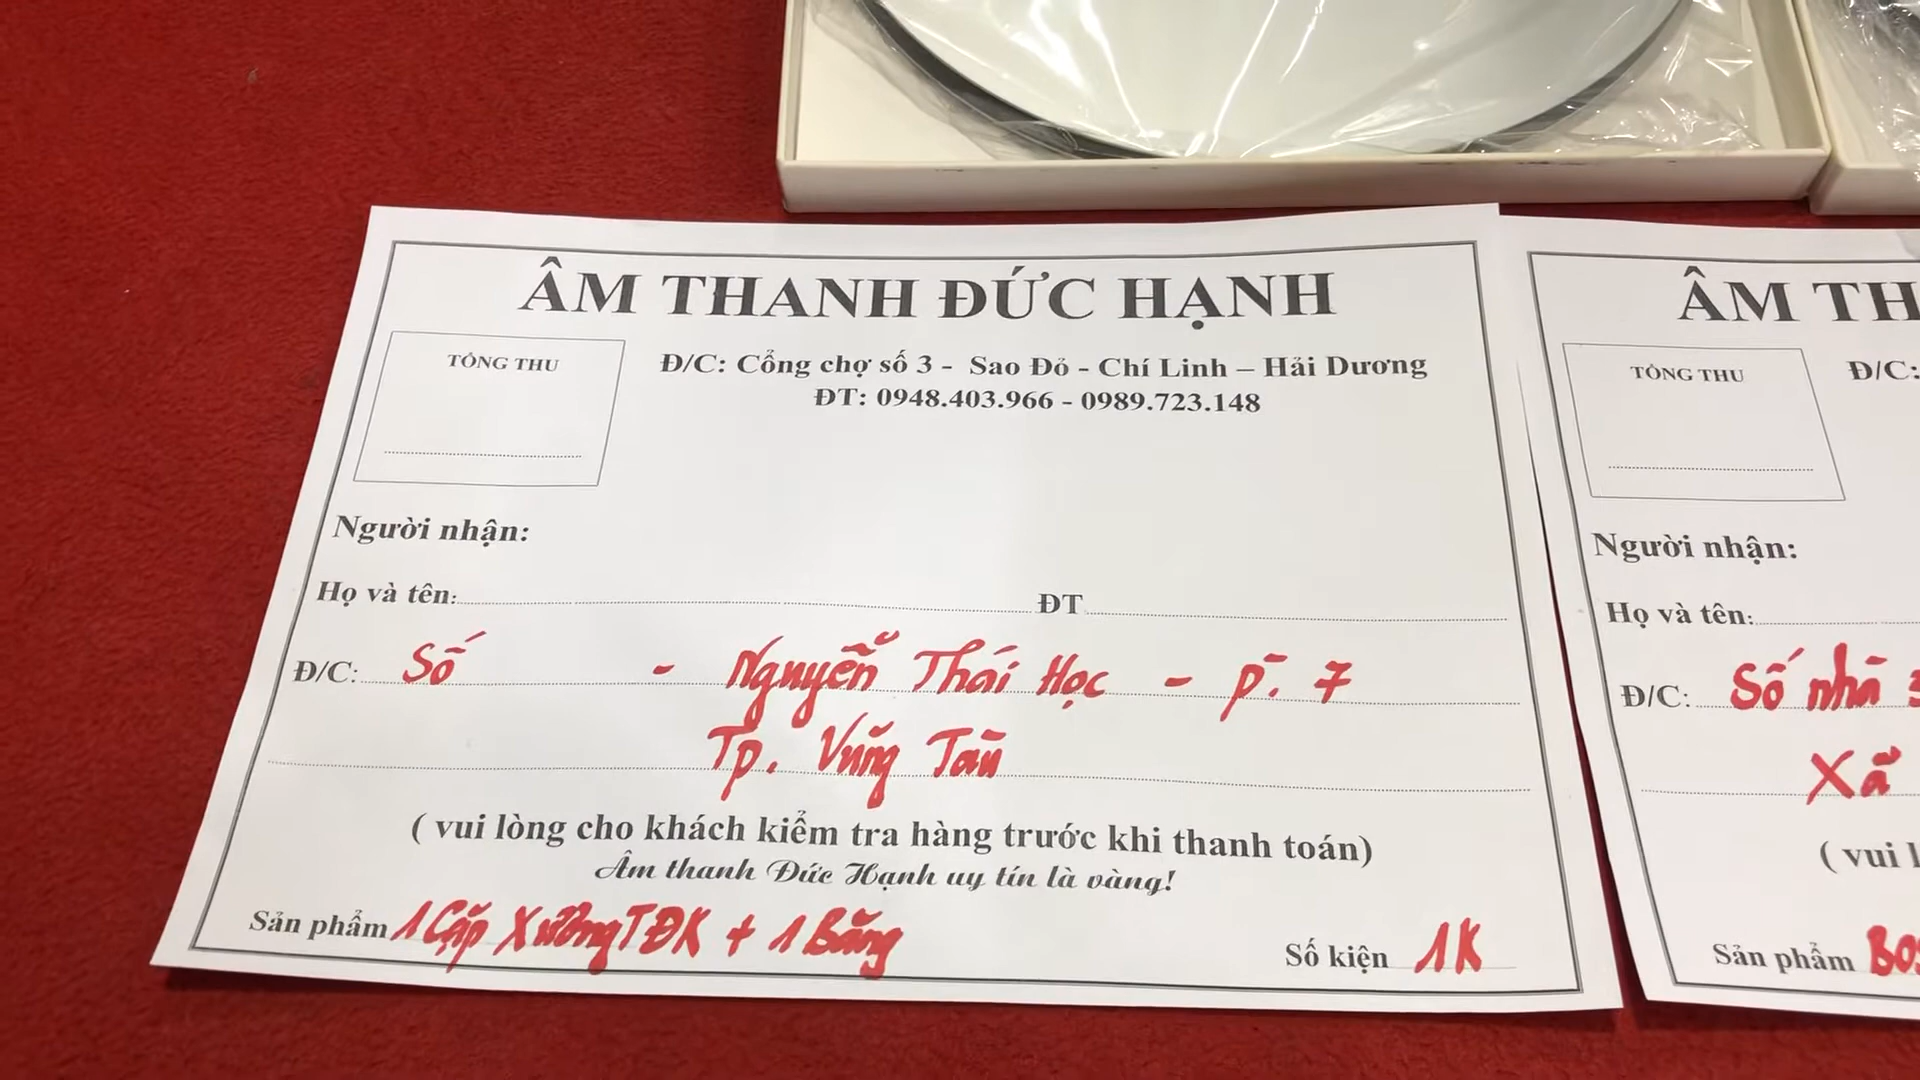 ÂM THANH ĐỨC HẠNH
TỔNG THU
Đ/C: Cổng chợ số 3 - Sao Đỏ - Chí Linh – Hải Dương
ĐT: 0948.403.966 - 0989.723.148
Người nhận:
Họ và tên: ĐT
Đ/C: Số - Nguyễn Thái Học - P. 7
Tp. Vũng Tàu
( vui lòng cho khách kiểm tra hàng trước khi thanh toán)
Âm thanh Đức Hạnh uy tín là vàng!
Sản phẩm 1 Cặp Xương TĐK + 1 Băng Số kiện 1K
ÂM TH
TỔNG THU
Đ/C:
Người nhận:
Họ và tên:
Đ/C: Số nhà 3
Xã
( vui l
Sản phẩm BOS